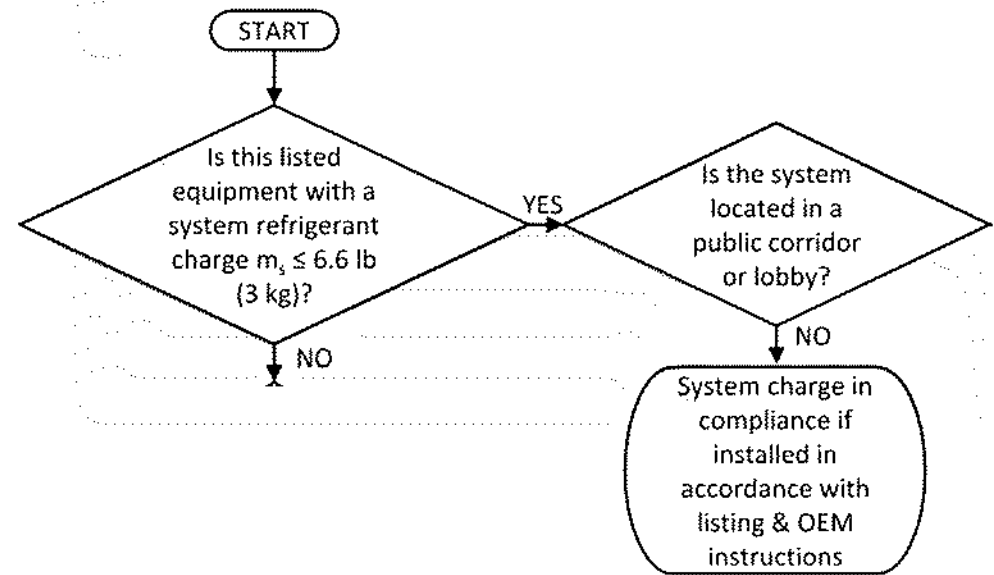 START
Is this listed
equipment with a
system refrigerant
charge mₛ ≤ 6.6 lb
(3 kg)?
YES
NO
Is the system
located in a
public corridor
or lobby?
NO
System charge in
compliance if
installed in
accordance with
listing & OEM
instructions